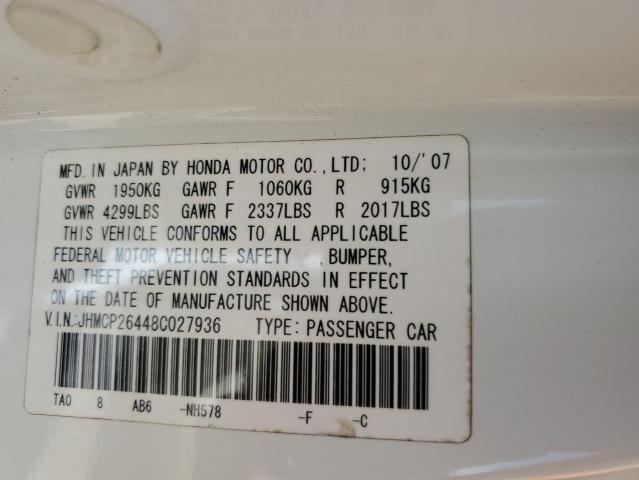 MFD. IN JAPAN BY HONDA MOTOR CO., LTD; 10/'07
GVWR 1950KG GAWR F 1060KG R 915KG
GVWR 4299LBS GAWR F 2337LBS R 2017LBS
THIS VEHICLE CONFORMS TO ALL APPLICABLE
FEDERAL MOTOR VEHICLE SAFETY , BUMPER,
AND THEFT PREVENTION STANDARDS IN EFFECT
ON THE DATE OF MANUFACTURE SHOWN ABOVE.
V.I.N.:JHMCP26448C027936 TYPE: PASSENGER CAR
TA0 8 AB6 -NH578 -F -C